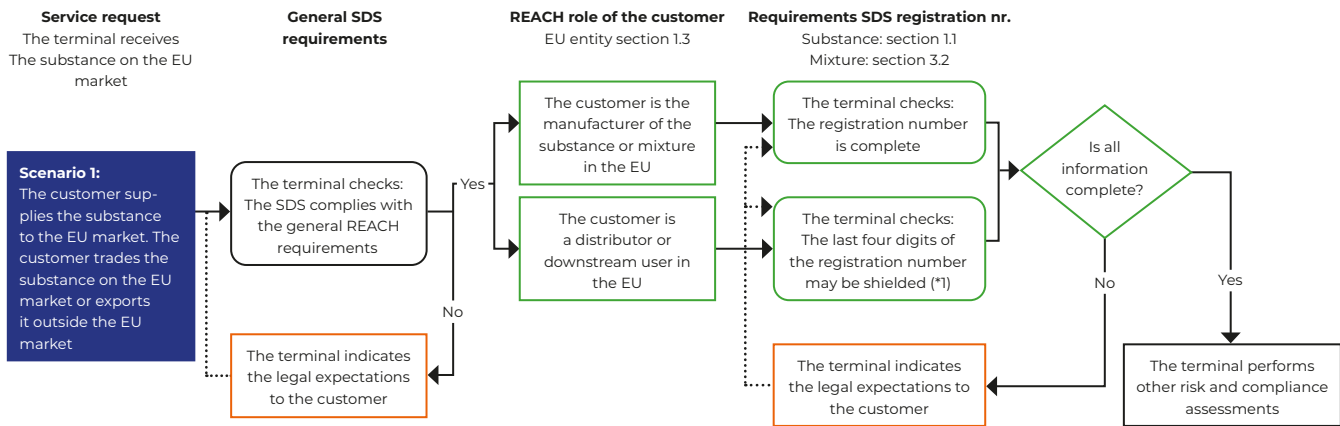 Service request
The terminal receives
The substance on the EU
market
General SDS
requirements
REACH role of the customer
EU entity section 1.3
Requirements SDS registration nr.
Substance: section 1.1
Mixture: section 3.2
Scenario 1:
The customer sup-
plies the substance
to the EU market. The
customer trades the
substance on the EU
market or exports
it outside the EU
market
The terminal checks:
The SDS complies with
the general REACH
requirements
Yes
No
The terminal indicates
the legal expectations
to the customer
The customer is the
manufacturer of the
substance or mixture
in the EU
The customer is
a distributor or
downstream user in
the EU
The terminal checks:
The registration number
is complete
The terminal checks:
The last four digits of
the registration number
may be shielded (*1)
The terminal indicates
the legal expectations to
the customer
Is all
information
complete?
No
Yes
The terminal performs
other risk and compliance
assessments